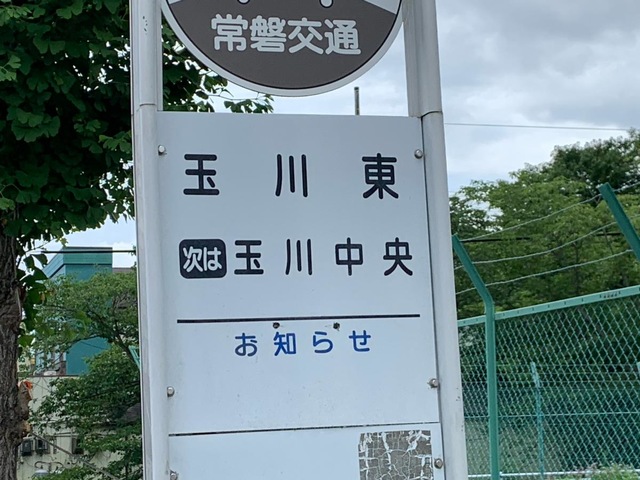 常磐交通
玉川東
次は 玉川中央
お知らせ